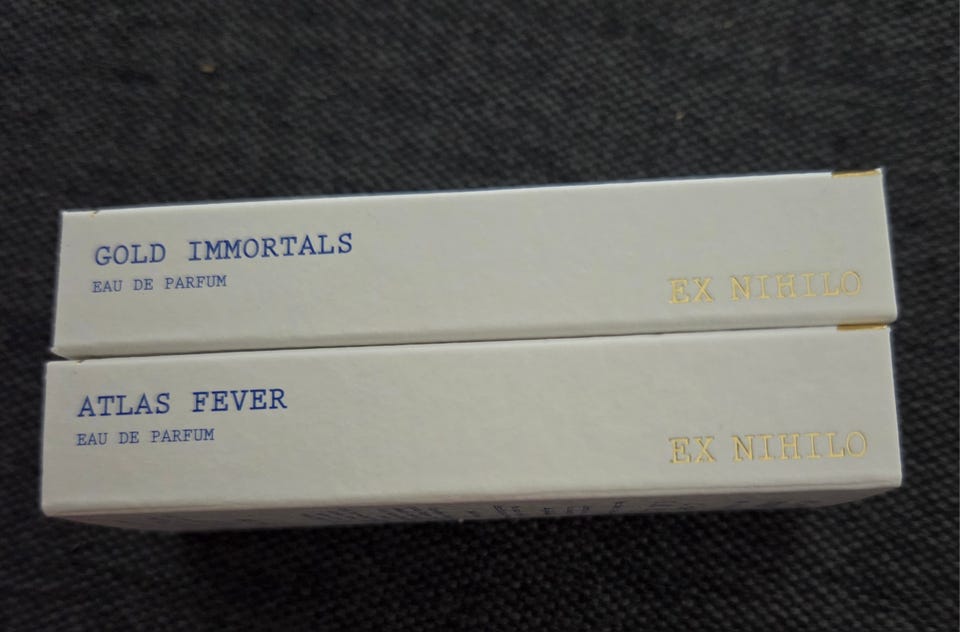 GOLD IMMORTALS
EAU DE PARFUM
EX NIHILO
ATLAS FEVER
EAU DE PARFUM
EX NIHILO